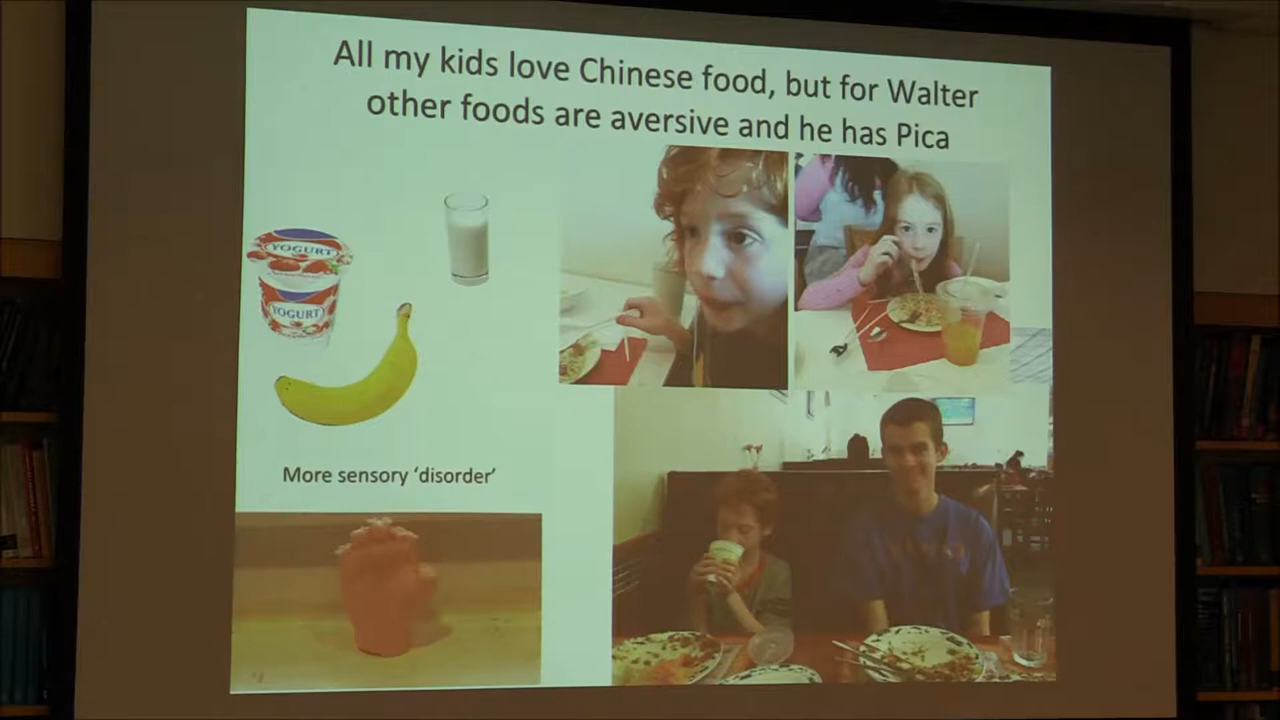 All my kids love Chinese food, but for Walter
other foods are aversive and he has Pica
YOGURT
YOGURT
More sensory ‘disorder’